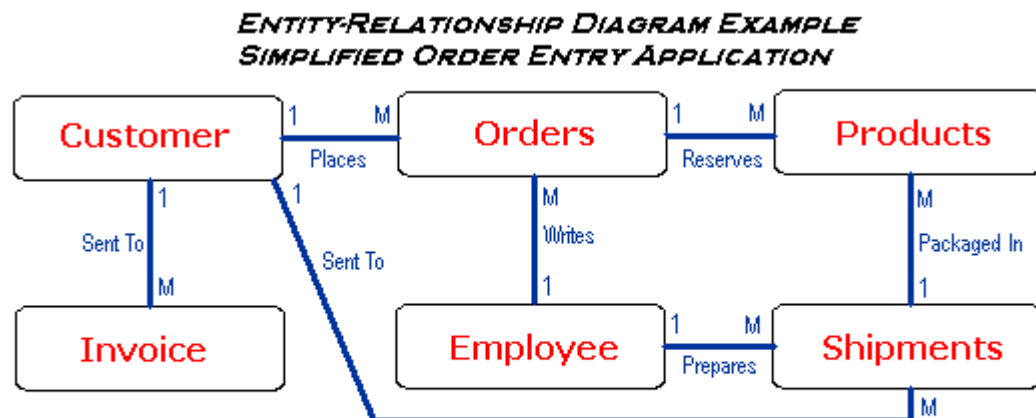 ENTITY-RELATIONSHIP DIAGRAM EXAMPLE
SIMPLIFIED ORDER ENTRY APPLICATION
Customer
1
M
Places
Orders
1
M
Reserves
Products
1
Sent To
M
1
Sent To
M
Writes
1
M
Packaged In
1
Invoice
Employee
1
M
Prepares
Shipments
M